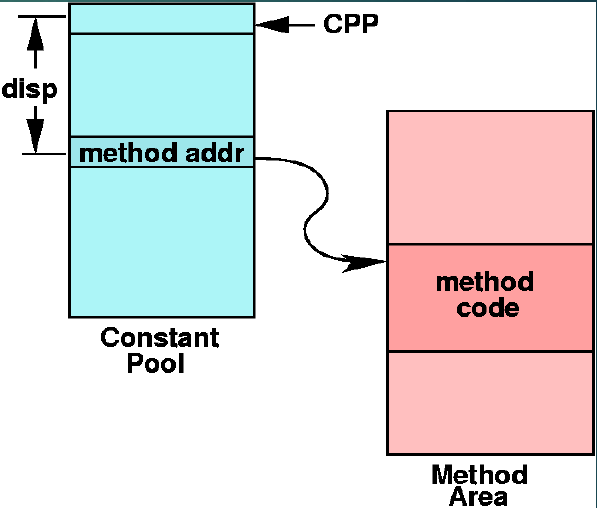 CPP
disp
method addr
method
code
Constant
Pool
Method
Area